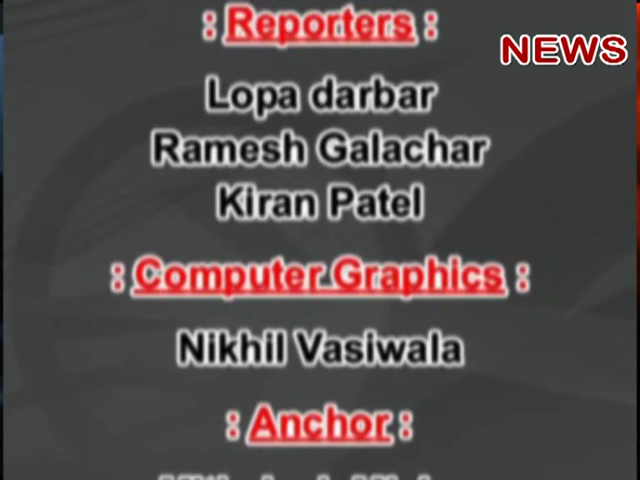 : Reporters :
NEWS
Lopa darbar
Ramesh Galachar
Kiran Patel
: Computer Graphics :
Nikhil Vasiwala
: Anchor :